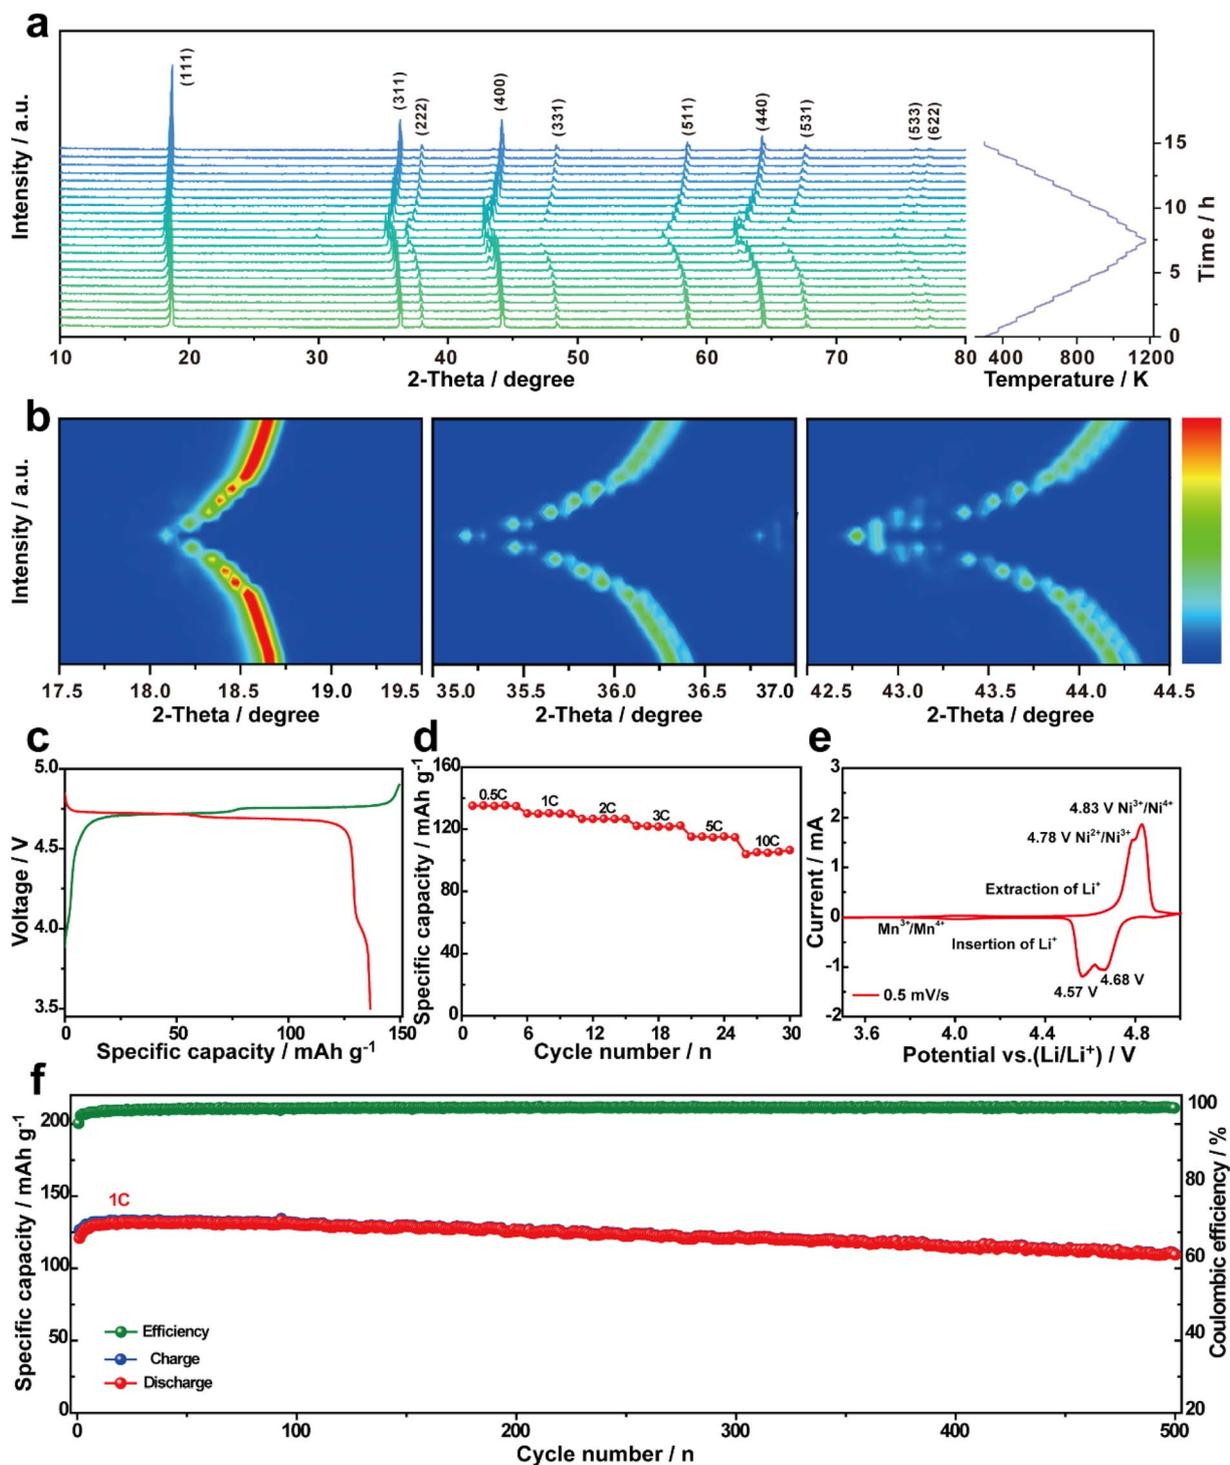 a
Intensity / a.u.
(111)
(311)
(222)
(400)
(331)
(511)
(440)
(531)
(533)
(622)
10 20 30 40 50 60 70 80
2-Theta / degree
15
10
5
0
Time / h
400 800 1200
Temperature / K
b
Intensity / a.u.
17.5 18.0 18.5 19.0 19.5
2-Theta / degree
35.0 35.5 36.0 36.5 37.0
2-Theta / degree
42.5 43.0 43.5 44.0 44.5
2-Theta / degree
c
Voltage / V
5.0
4.5
4.0
3.5
0 50 100 150
Specific capacity / mAh g⁻¹
d
Specific capacity / mAh g⁻¹
160
120
80
40
0
0.5C
1C
2C
3C
5C
10C
0 6 12 18 24 30
Cycle number / n
e
Current / mA
3
2
1
0
-1
-2
4.83 V Ni³⁺/Ni⁴⁺
4.78 V Ni²⁺/Ni³⁺
Extraction of Li⁺
Mn³⁺/Mn⁴⁺
Insertion of Li⁺
4.57 V
4.68 V
0.5 mV/s
3.6 4.0 4.4 4.8
Potential vs.(Li/Li⁺) / V
f
Specific capacity / mAh g⁻¹
200
150
100
50
0
1C
Efficiency
Charge
Discharge
100
80
60
40
20
Coulombic efficiency / %
0 100 200 300 400 500
Cycle number / n